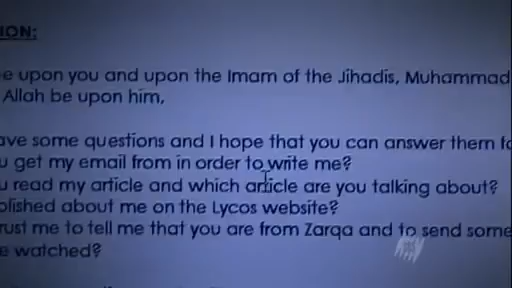 ION:
e upon you and upon the Imam of the Jihadis, Muhammad
Allah be upon him,
ave some questions and I hope that you can answer them fo
u get my email from in order to write me?
u read my article and which article are you talking about?
olished about me on the Lycos website?
rust me to tell me that you are from Zarqa and to send some
e watched?